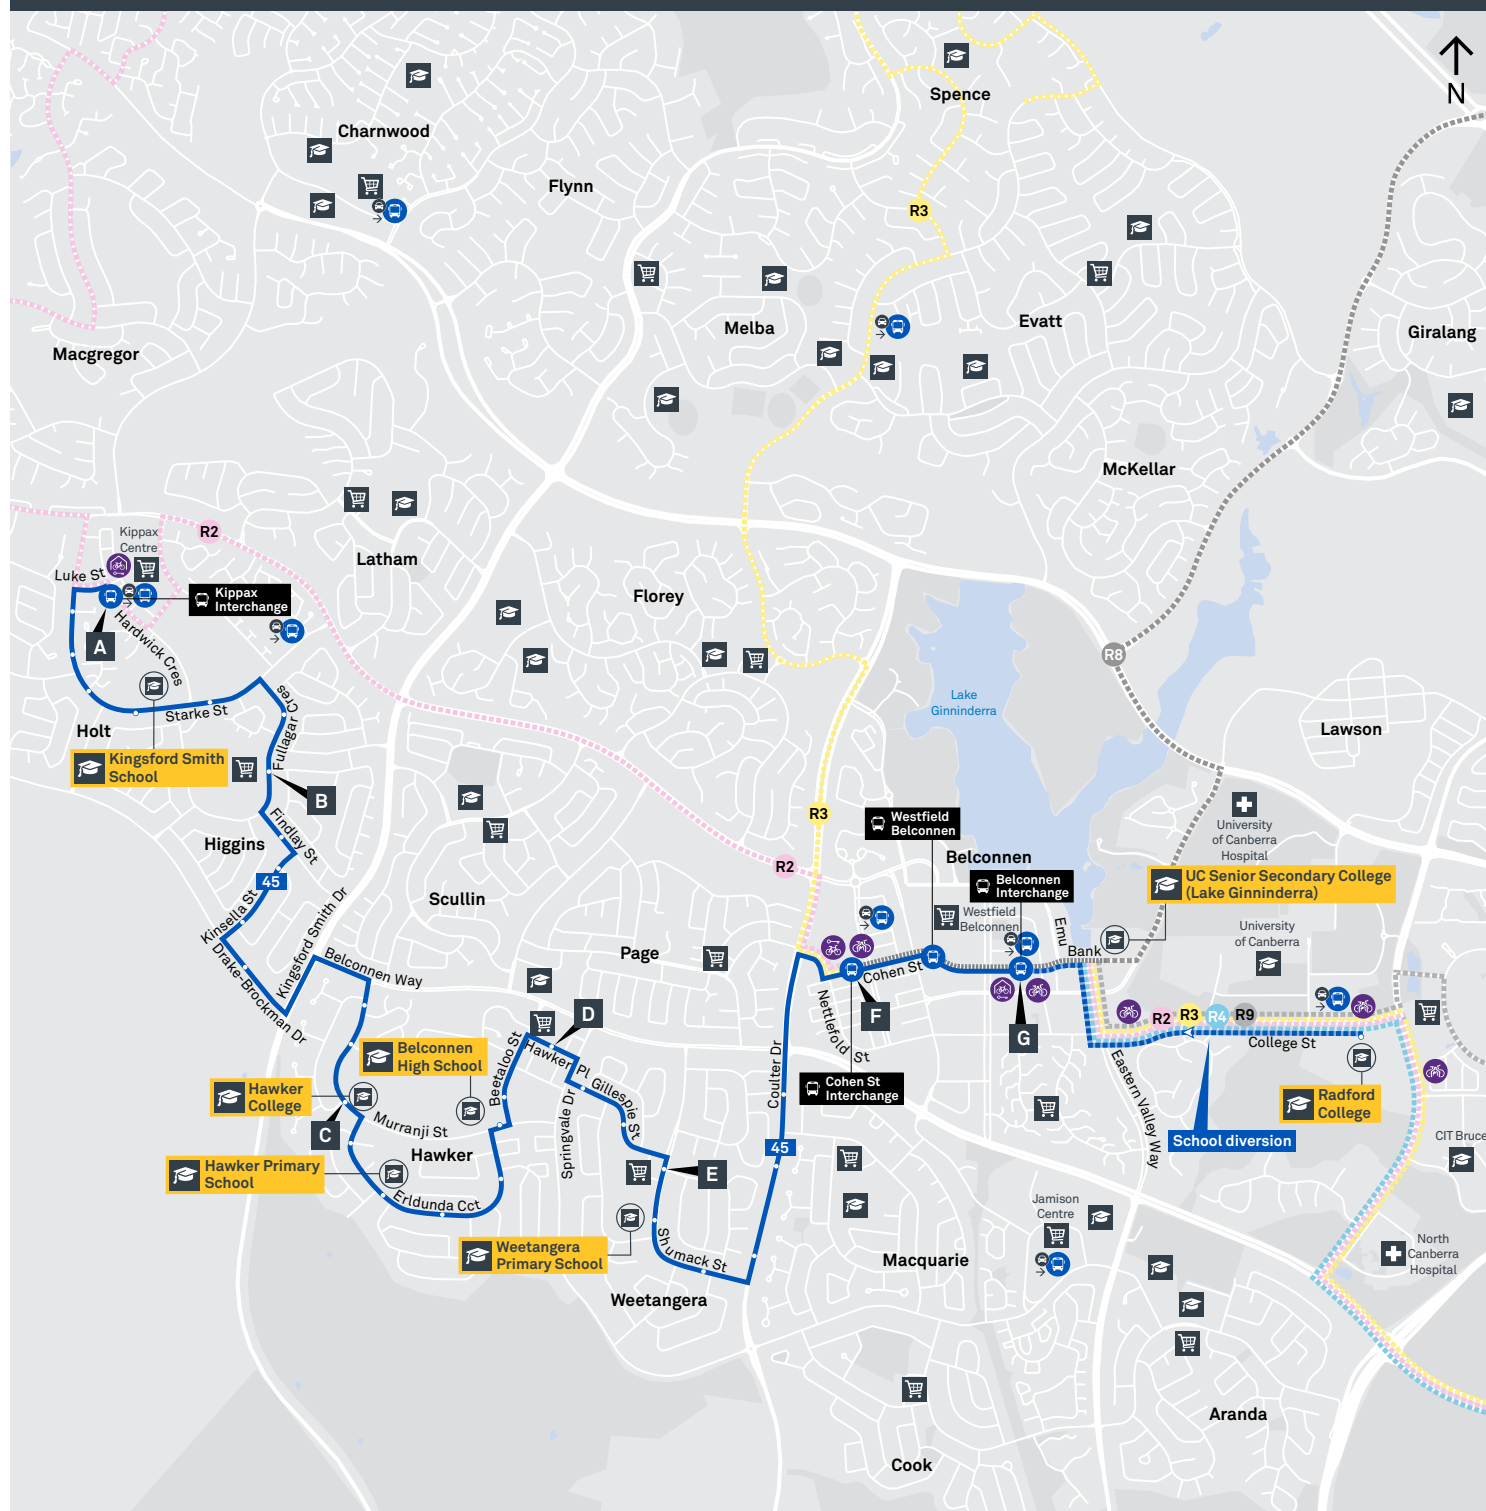 N
Spence
Charnwood
Flynn
R3
Evatt
Melba
Giralang
Macgregor
McKellar
Kippax
Centre
R2
Latham
Luke St
Kippax
Interchange
Florey
A
Hardwick Cres
R8
Lake
Ginninderra
Starke St
Fullagar Cres
Holt
Lawson
Kingsford Smith
School
B
R3
Westfield
Belconnen
University
of Canberra
Hospital
Findlay St
Higgins
Belconnen
R2
45
Belconnen
Interchange
UC Senior Secondary College
(Lake Ginninderra)
Scullin
Kinsella St
Kingsford Smith Dr
Westfield
Belconnen
Emu
Bank
University
of Canberra
Page
Drake-Brockman Dr
Belconnen Way
Cohen St
Nettlefold St
F
D
G
R2
R3
R4
R9
College St
Belconnen
High School
Beetaloo St
Hawker Pl
Gillespie St
Springvale Dr
Coulter Dr
Cohen St
Interchange
Eastern Valley Way
Hawker
College
Radford
College
C
Murranji St
Hawker
45
School diversion
CIT Bruce
Hawker Primary
School
E
Erldunda Cct
Jamison
Centre
Weetangera
Primary School
Shumack St
Macquarie
North
Canberra
Hospital
Weetangera
Aranda
Cook